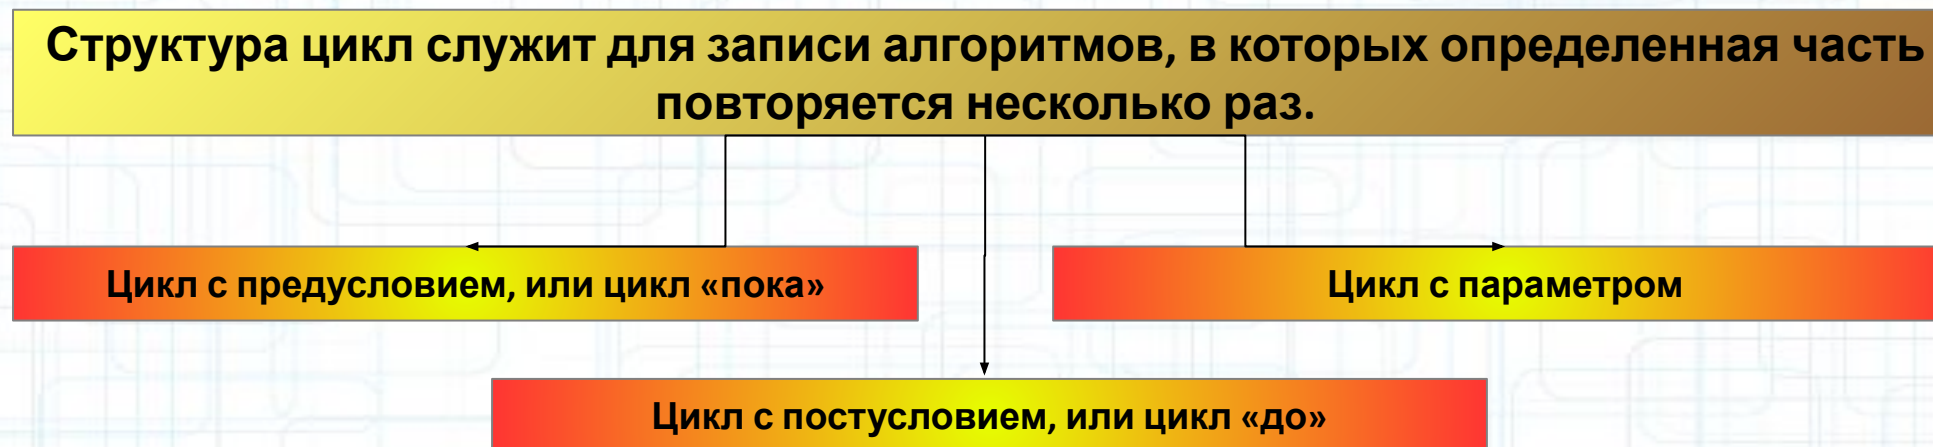 Структура цикл служит для записи алгоритмов, в которых определенная часть
повторяется несколько раз.
Цикл с предусловием, или цикл «пока»
Цикл с параметром
Цикл с постусловием, или цикл «до»